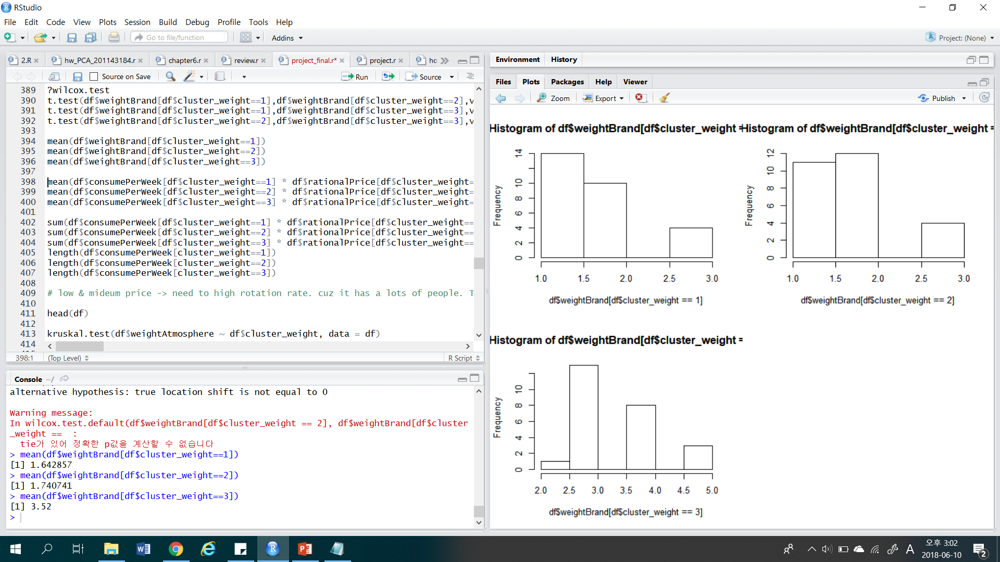 RStudio
File Edit Code View Plots Session Build Debug Profile Tools Help
Go to file/function Addins Project: (None)
2.R hw_PCA_201143184.r chapter6.r review.r project_final.r* project.r ho
Source on Save Run Source
389 ?wilcox.test
390 t.test(df$weightBrand[df$cluster_weight==1],df$weightBrand[df$cluster_weight==2],v
391 t.test(df$weightBrand[df$cluster_weight==1],df$weightBrand[df$cluster_weight==3],v
392 t.test(df$weightBrand[df$cluster_weight==2],df$weightBrand[df$cluster_weight==3],v
393
394 mean(df$weightBrand[df$cluster_weight==1])
395 mean(df$weightBrand[df$cluster_weight==2])
396 mean(df$weightBrand[df$cluster_weight==3])
397
398 mean(df$consumePerWeek[df$cluster_weight==1] * df$rationalPrice[df$cluster_weight=
399 mean(df$consumePerWeek[df$cluster_weight==2] * df$rationalPrice[df$cluster_weight=
400 mean(df$consumePerWeek[df$cluster_weight==3] * df$rationalPrice[df$cluster_weight=
401
402 sum(df$consumePerWeek[df$cluster_weight==1] * df$rationalPrice[df$cluster_weight==
403 sum(df$consumePerWeek[df$cluster_weight==2] * df$rationalPrice[df$cluster_weight==
404 sum(df$consumePerWeek[df$cluster_weight==3] * df$rationalPrice[df$cluster_weight==
405 length(df$consumePerWeek[cluster_weight==1])
406 length(df$consumePerWeek[cluster_weight==2])
407 length(df$consumePerWeek[cluster_weight==3])
408
409 # low & mideum price -> need to high rotation rate. cuz it has a lots of people. T
410
411 head(df)
412
413 kruskal.test(df$weightAtmosphere ~ df$cluster_weight, data = df)
414
398:1 (Top Level) R Script
Console ~/
alternative hypothesis: true location shift is not equal to 0
Warning message:
In wilcox.test.default(df$weightBrand[df$cluster_weight == 2], df$weightBrand[df$cluster
_weight == :
tie가 있어 정확한 p값을 계산할 수 없습니다
> mean(df$weightBrand[df$cluster_weight==1])
[1] 1.642857
> mean(df$weightBrand[df$cluster_weight==2])
[1] 1.740741
> mean(df$weightBrand[df$cluster_weight==3])
[1] 3.52
>
Environment History
Files Plots Packages Help Viewer
Zoom Export Publish
Histogram of df$weightBrand[df$cluster_weight =
Frequency
14
10
8
6
4
2
0
1.0 1.5 2.0 2.5 3.0
df$weightBrand[df$cluster_weight == 1]
Histogram of df$weightBrand[df$cluster_weight =
Frequency
12
10
8
6
4
2
0
1.0 1.5 2.0 2.5 3.0
df$weightBrand[df$cluster_weight == 2]
Histogram of df$weightBrand[df$cluster_weight =
Frequency
10
8
6
4
2
0
2.0 2.5 3.0 3.5 4.0 4.5 5.0
df$weightBrand[df$cluster_weight == 3]
A 오후 3:02
2018-06-10
2